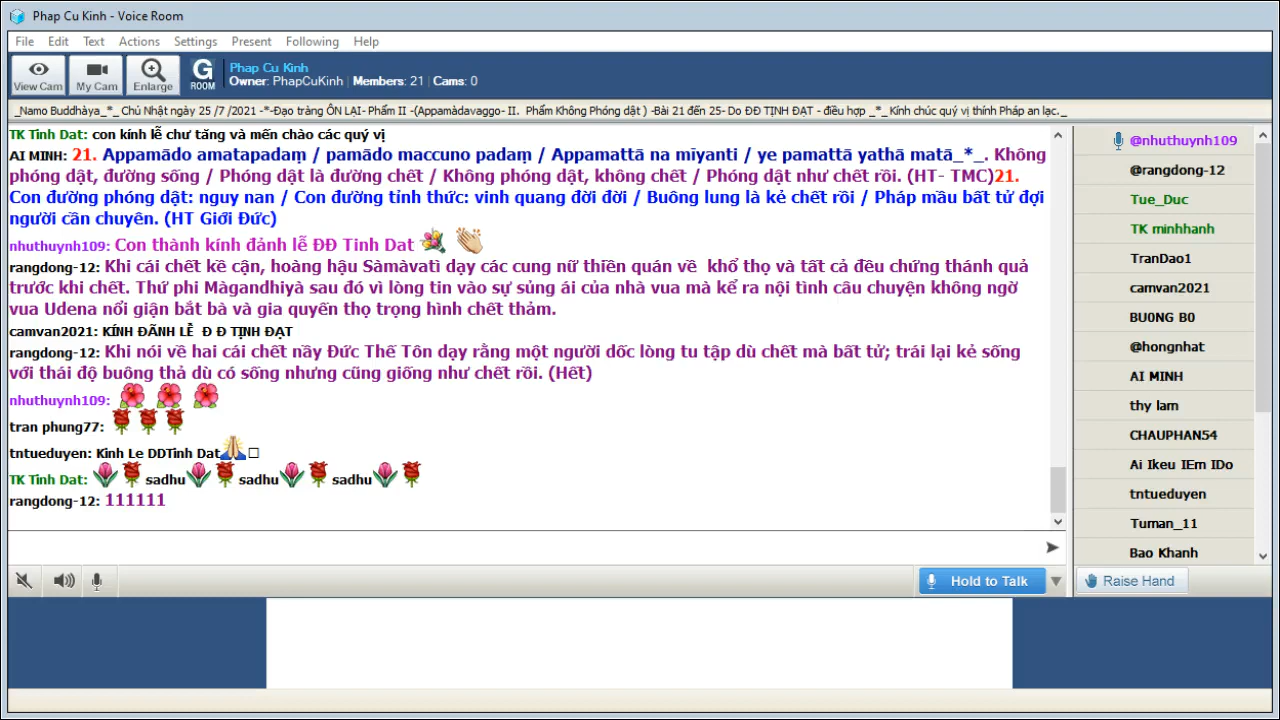 Phap Cu Kinh - Voice Room
File Edit Text Actions Settings Present Following Help
View Cam My Cam Enlarge G ROOM
Phap Cu Kinh
Owner: PhapCuKinh | Members: 21 | Cams: 0
_Namo Buddhàya_*_ Chủ Nhật ngày 25 /7 /2021 -*-Đạo tràng ÔN LẠI- Phẩm II -(Appamàdavaggo- II. Phẩm Không Phóng dật ) -Bài 21 đến 25- Do ĐĐ TỊNH ĐẠT - điều hợp _*_Kính chúc quý vị thính Pháp an lạc._
TK Tinh Dat: con kính lễ chư tăng và mến chào các quý vị
AI MINH: 21. Appamādo amatapadaṃ / pamādo maccuno padaṃ / Appamattā na mīyanti / ye pamattā yathā matā_*_. Không
phóng dật, đường sống / Phóng dật là đường chết / Không phóng dật, không chết / Phóng dật như chết rồi. (HT- TMC)21.
Con đường phóng dật: nguy nan / Con đường tỉnh thức: vinh quang đời đời / Buông lung là kẻ chết rồi / Pháp mầu bất tử đợi
người cần chuyên. (HT Giới Đức)
nhuthuynh109: Con thành kính đảnh lễ ĐĐ Tinh Dat
rangdong-12: Khi cái chết kề cận, hoàng hậu Sàmàvatì dạy các cung nữ thiền quán về khổ thọ và tất cả đều chứng thánh quả
trước khi chết. Thứ phi Màgandhiyà sau đó vì lòng tin vào sự sủng ái của nhà vua mà kể ra nội tình câu chuyện không ngờ
vua Udena nổi giận bắt bà và gia quyến thọ trọng hình chết thảm.
camvan2021: KÍNH ĐÃNH LỄ Đ Đ TỊNH ĐẠT
rangdong-12: Khi nói về hai cái chết nầy Đức Thế Tôn dạy rằng một người dốc lòng tu tập dù chết mà bất tử; trái lại kẻ sống
với thái độ buông thả dù có sống nhưng cũng giống như chết rồi. (Hết)
nhuthuynh109:
tran phung77:
tntueduyen: Kinh Le DDTinh Dat
TK Tinh Dat: sadhu sadhu sadhu
rangdong-12: 111111
Hold to Talk
@nhuthuynh109
@rangdong-12
Tue_Duc
TK minhhanh
TranDao1
camvan2021
BU0NG B0
@hongnhat
AI MINH
thy lam
CHAUPHAN54
Ai Ikeu IEm IDo
tntueduyen
Tuman_11
Bao Khanh
Raise Hand